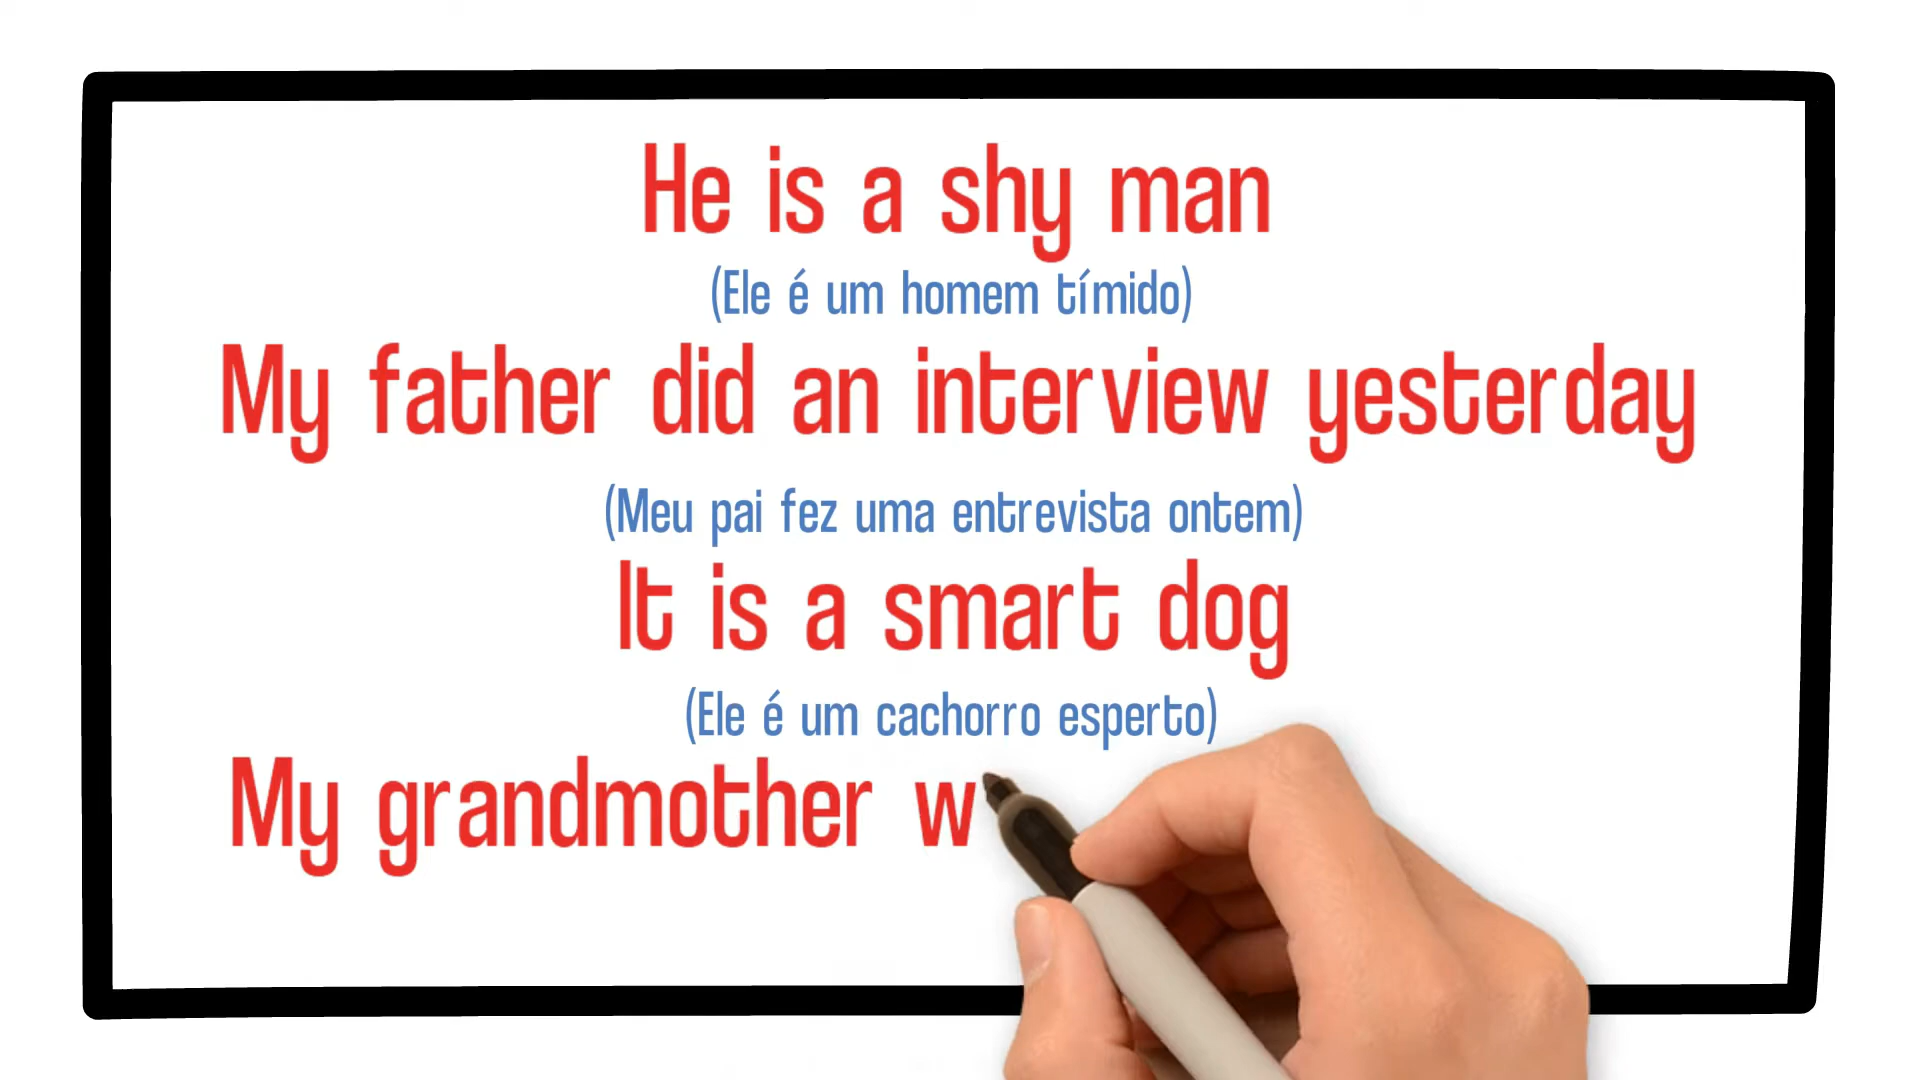 He is a shy man
(Ele é um homem tímido)
My father did an interview yesterday
(Meu pai fez uma entrevista ontem)
It is a smart dog
(Ele é um cachorro esperto)
My grandmother w